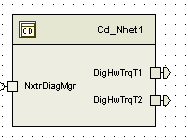 CD
Cd_Nhet1
DigHwTrqT1
NxtrDiagMgr
DigHwTrqT2